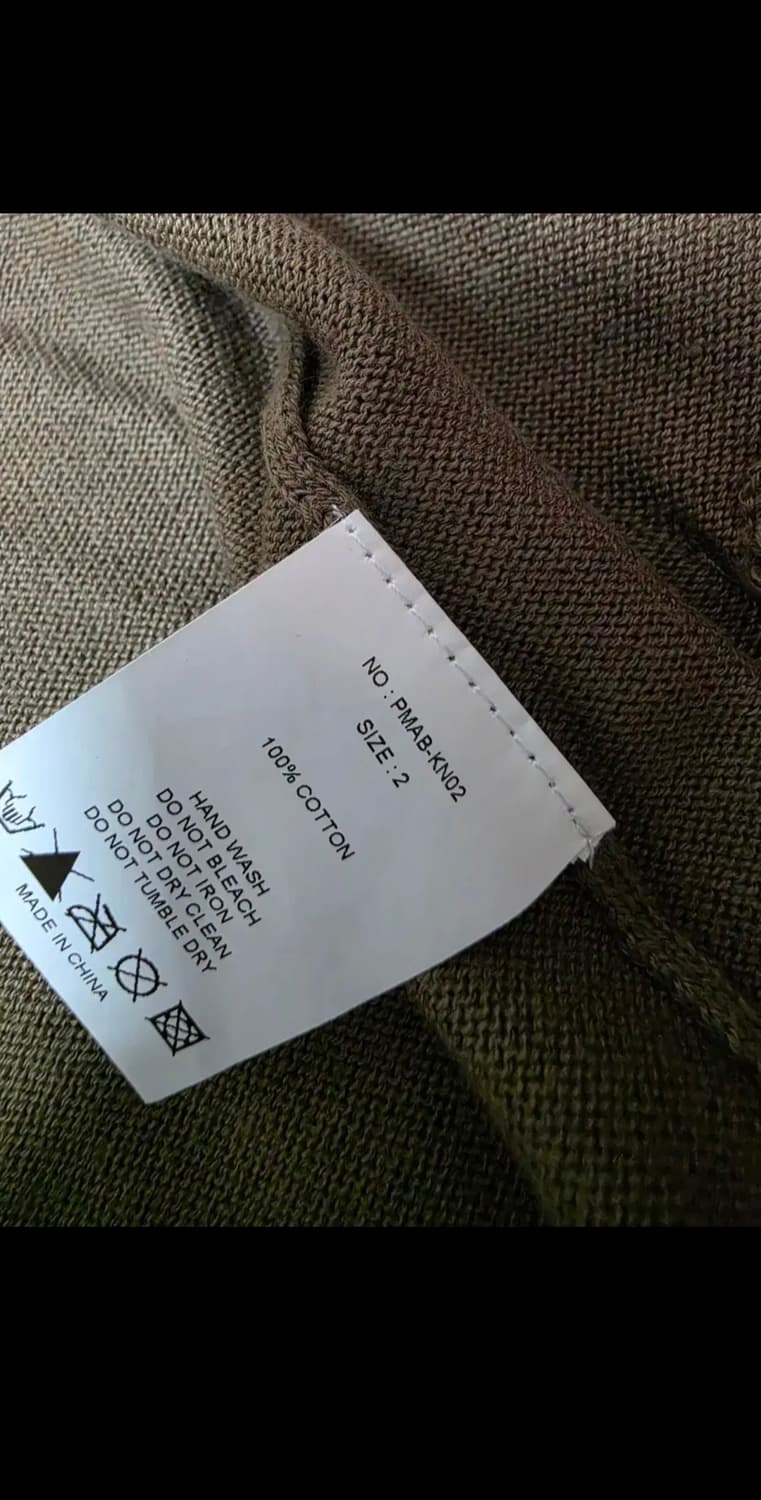 NO : PMAB-KN02
SIZE : 2
100% COTTON
HAND WASH
DO NOT BLEACH
DO NOT IRON
DO NOT DRY CLEAN
DO NOT TUMBLE DRY
MADE IN CHINA